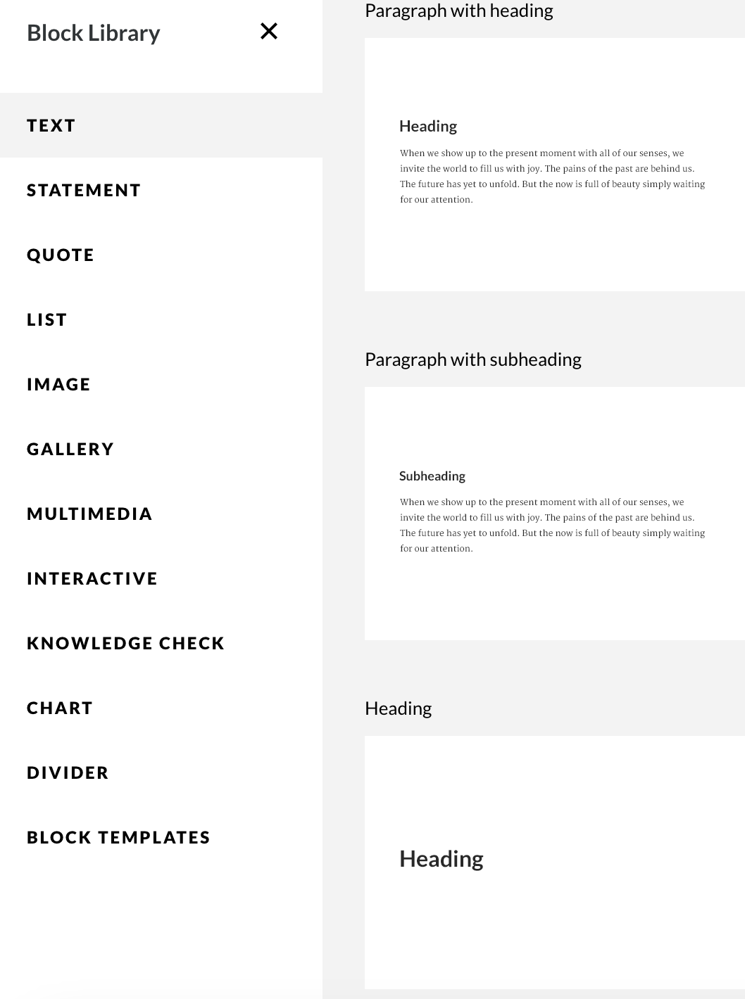 Block Library
TEXT
STATEMENT
QUOTE
LIST
IMAGE
GALLERY
MULTIMEDIA
INTERACTIVE
KNOWLEDGE CHECK
CHART
DIVIDER
BLOCK TEMPLATES
Paragraph with heading
Heading
When we show up to the present moment with all of our senses, we
invite the world to fill us with joy. The pains of the past are behind us.
The future has yet to unfold. But the now is full of beauty simply waiting
for our attention.
Paragraph with subheading
Subheading
When we show up to the present moment with all of our senses, we
invite the world to fill us with joy. The pains of the past are behind us.
The future has yet to unfold. But the now is full of beauty simply waiting
for our attention.
Heading
Heading